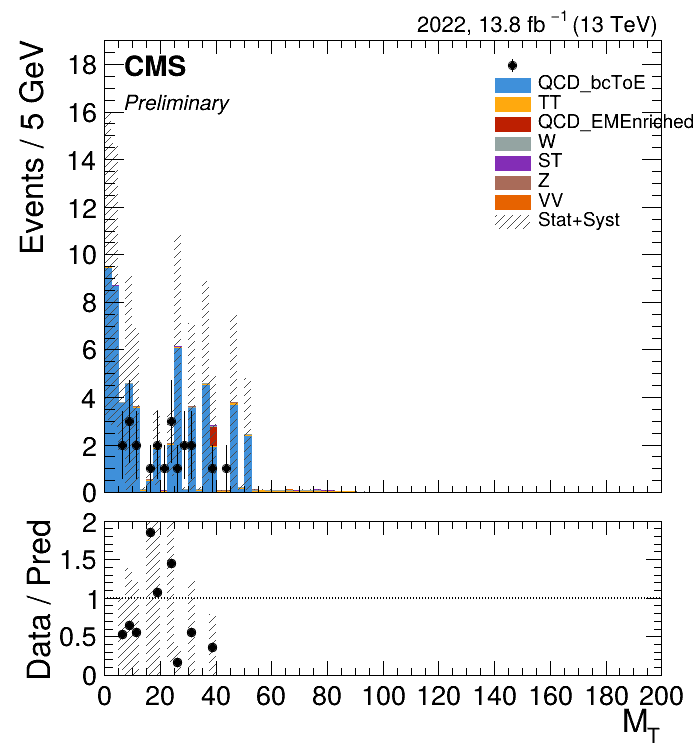 2022, 13.8 fb⁻¹ (13 TeV)
CMS
Preliminary
QCD_bcToE
TT
QCD_EMEnriched
W
ST
Z
VV
Stat+Syst
Events / 5 GeV
18
16
14
12
10
8
6
4
2
0
Data / Pred
2
1.5
1
0.5
0
0 20 40 60 80 100 120 140 160 180 200
M_T